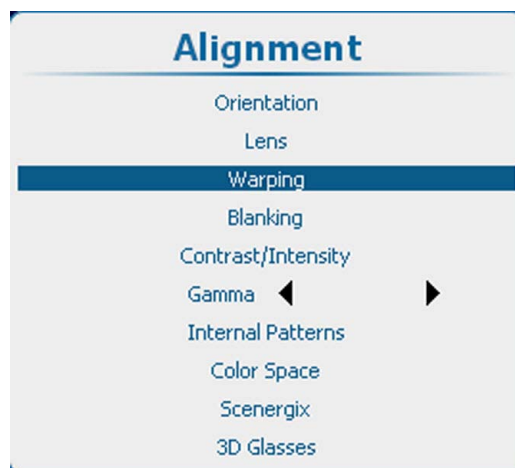 Alignment
Orientation
Lens
Warping
Blanking
Contrast/Intensity
Gamma
Internal Patterns
Color Space
Scenergix
3D Glasses